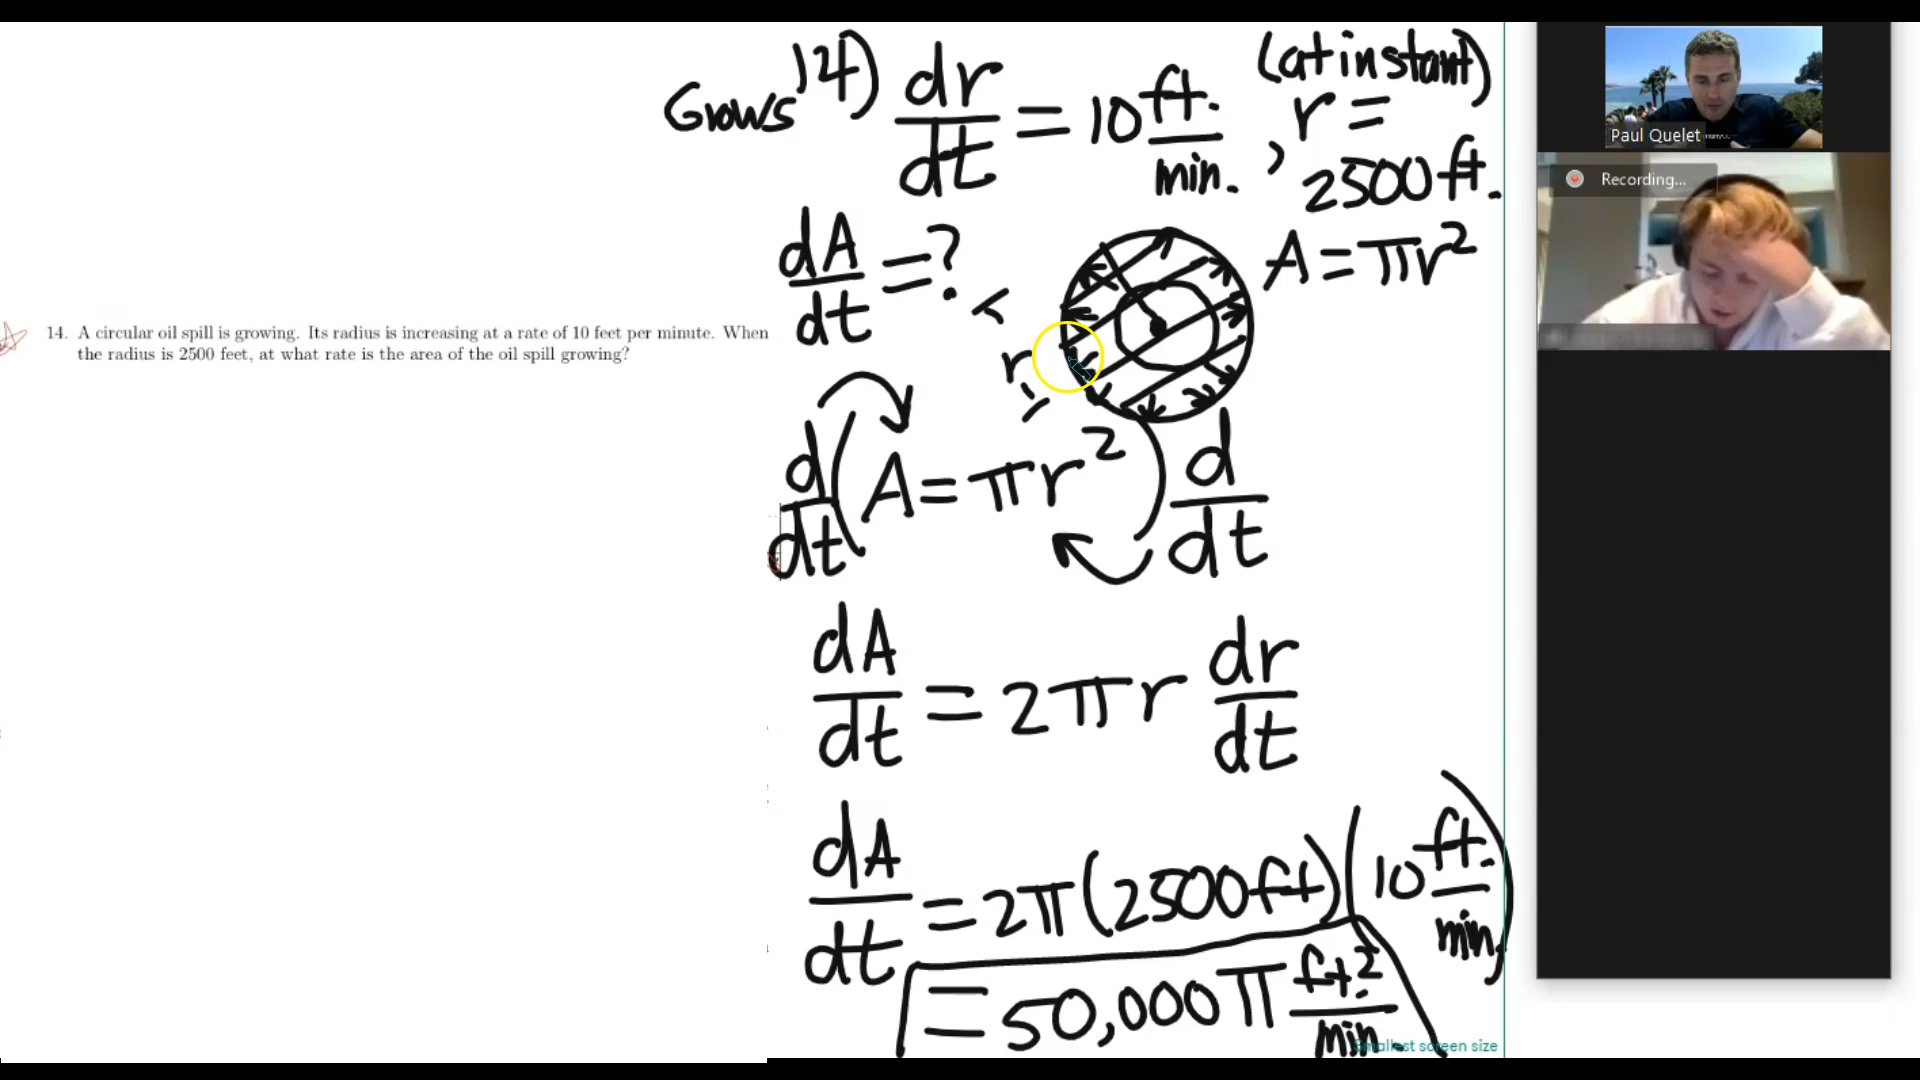 14. A circular oil spill is growing. Its radius is increasing at a rate of 10 feet per minute. When
the radius is 2500 feet, at what rate is the area of the oil spill growing?
Grows 14) dr/dt = 10 ft./min. , (at instant) r = 2500 ft.
dA/dt = ?
A = πr²
r
d/dt ( A = πr² ) d/dt
dA/dt = 2πr dr/dt
dA/dt = 2π(2500ft)(10 ft./min.)
= 50,000π ft.²/min.
Smallest screen size
Paul Quelet
Recording...